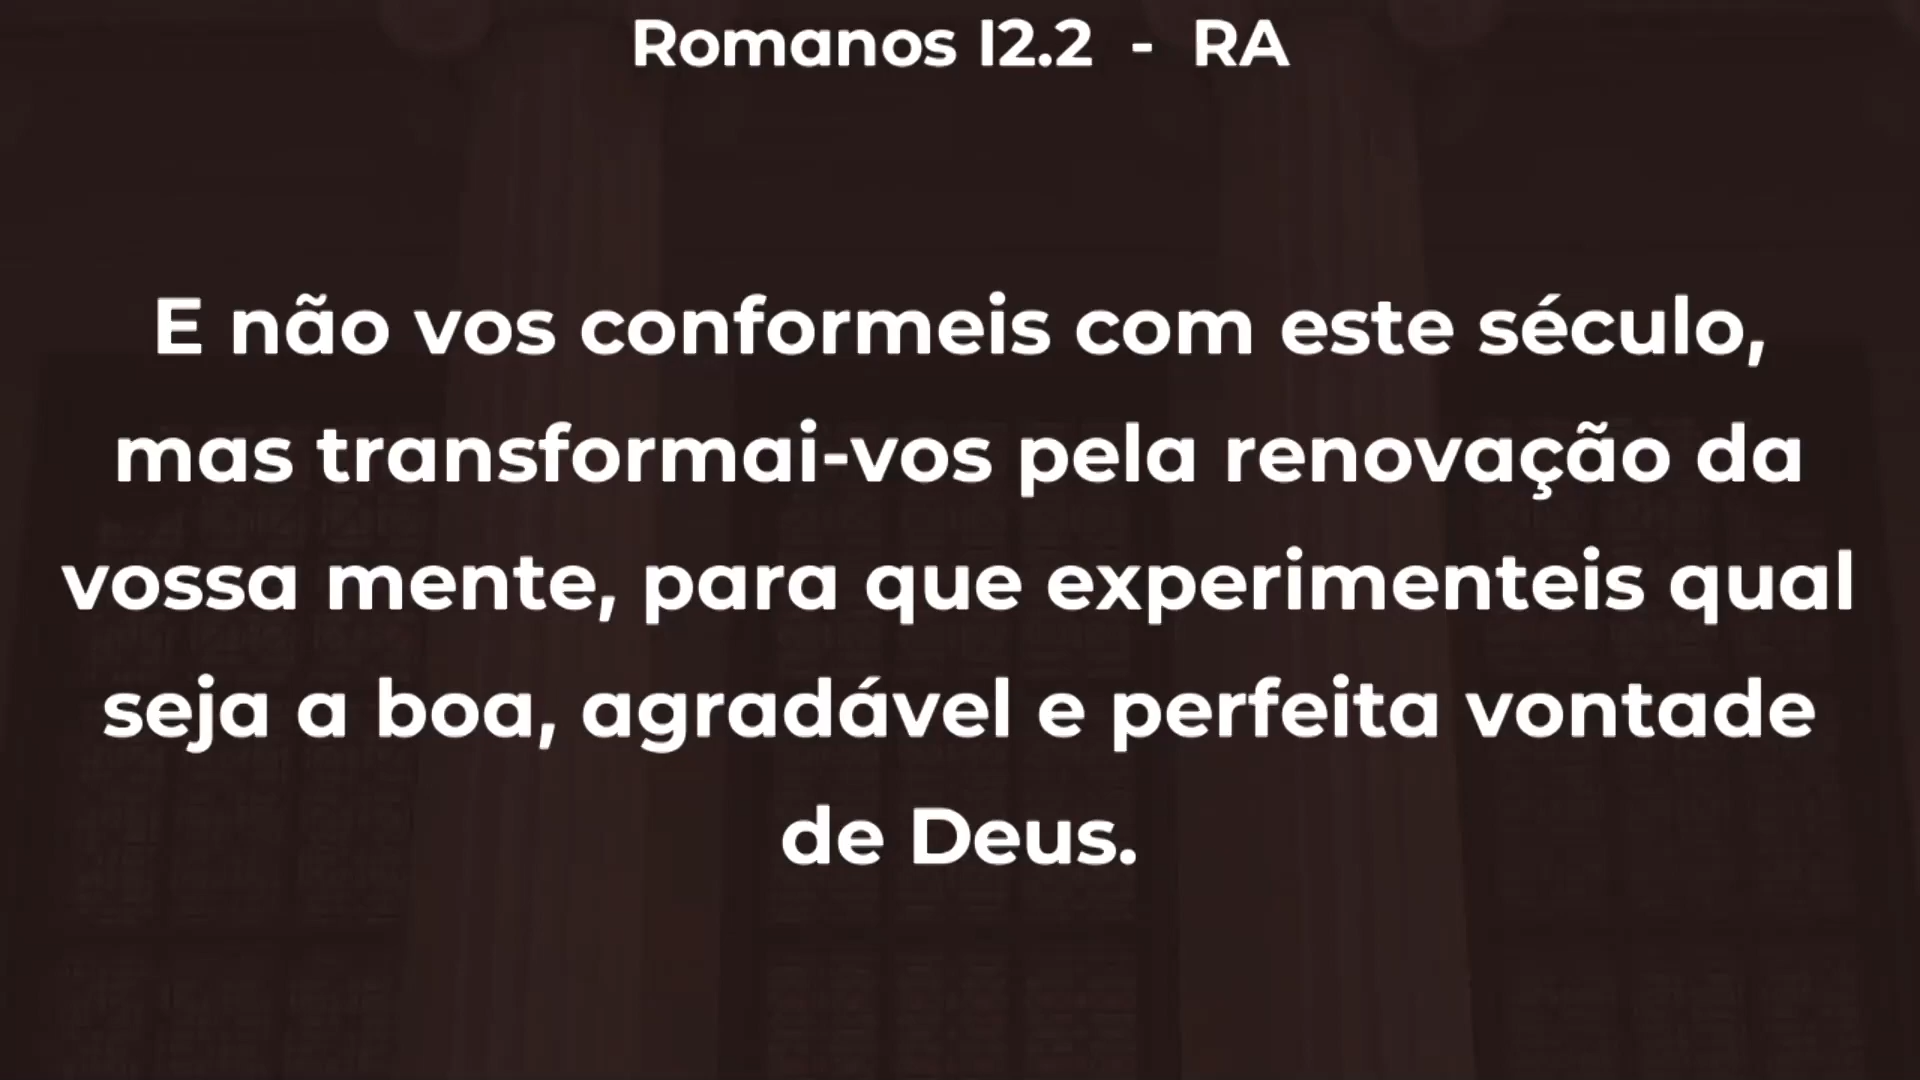 Romanos 12.2 - RA
E não vos conformeis com este século,
mas transformai-vos pela renovação da
vossa mente, para que experimenteis qual
seja a boa, agradável e perfeita vontade
de Deus.